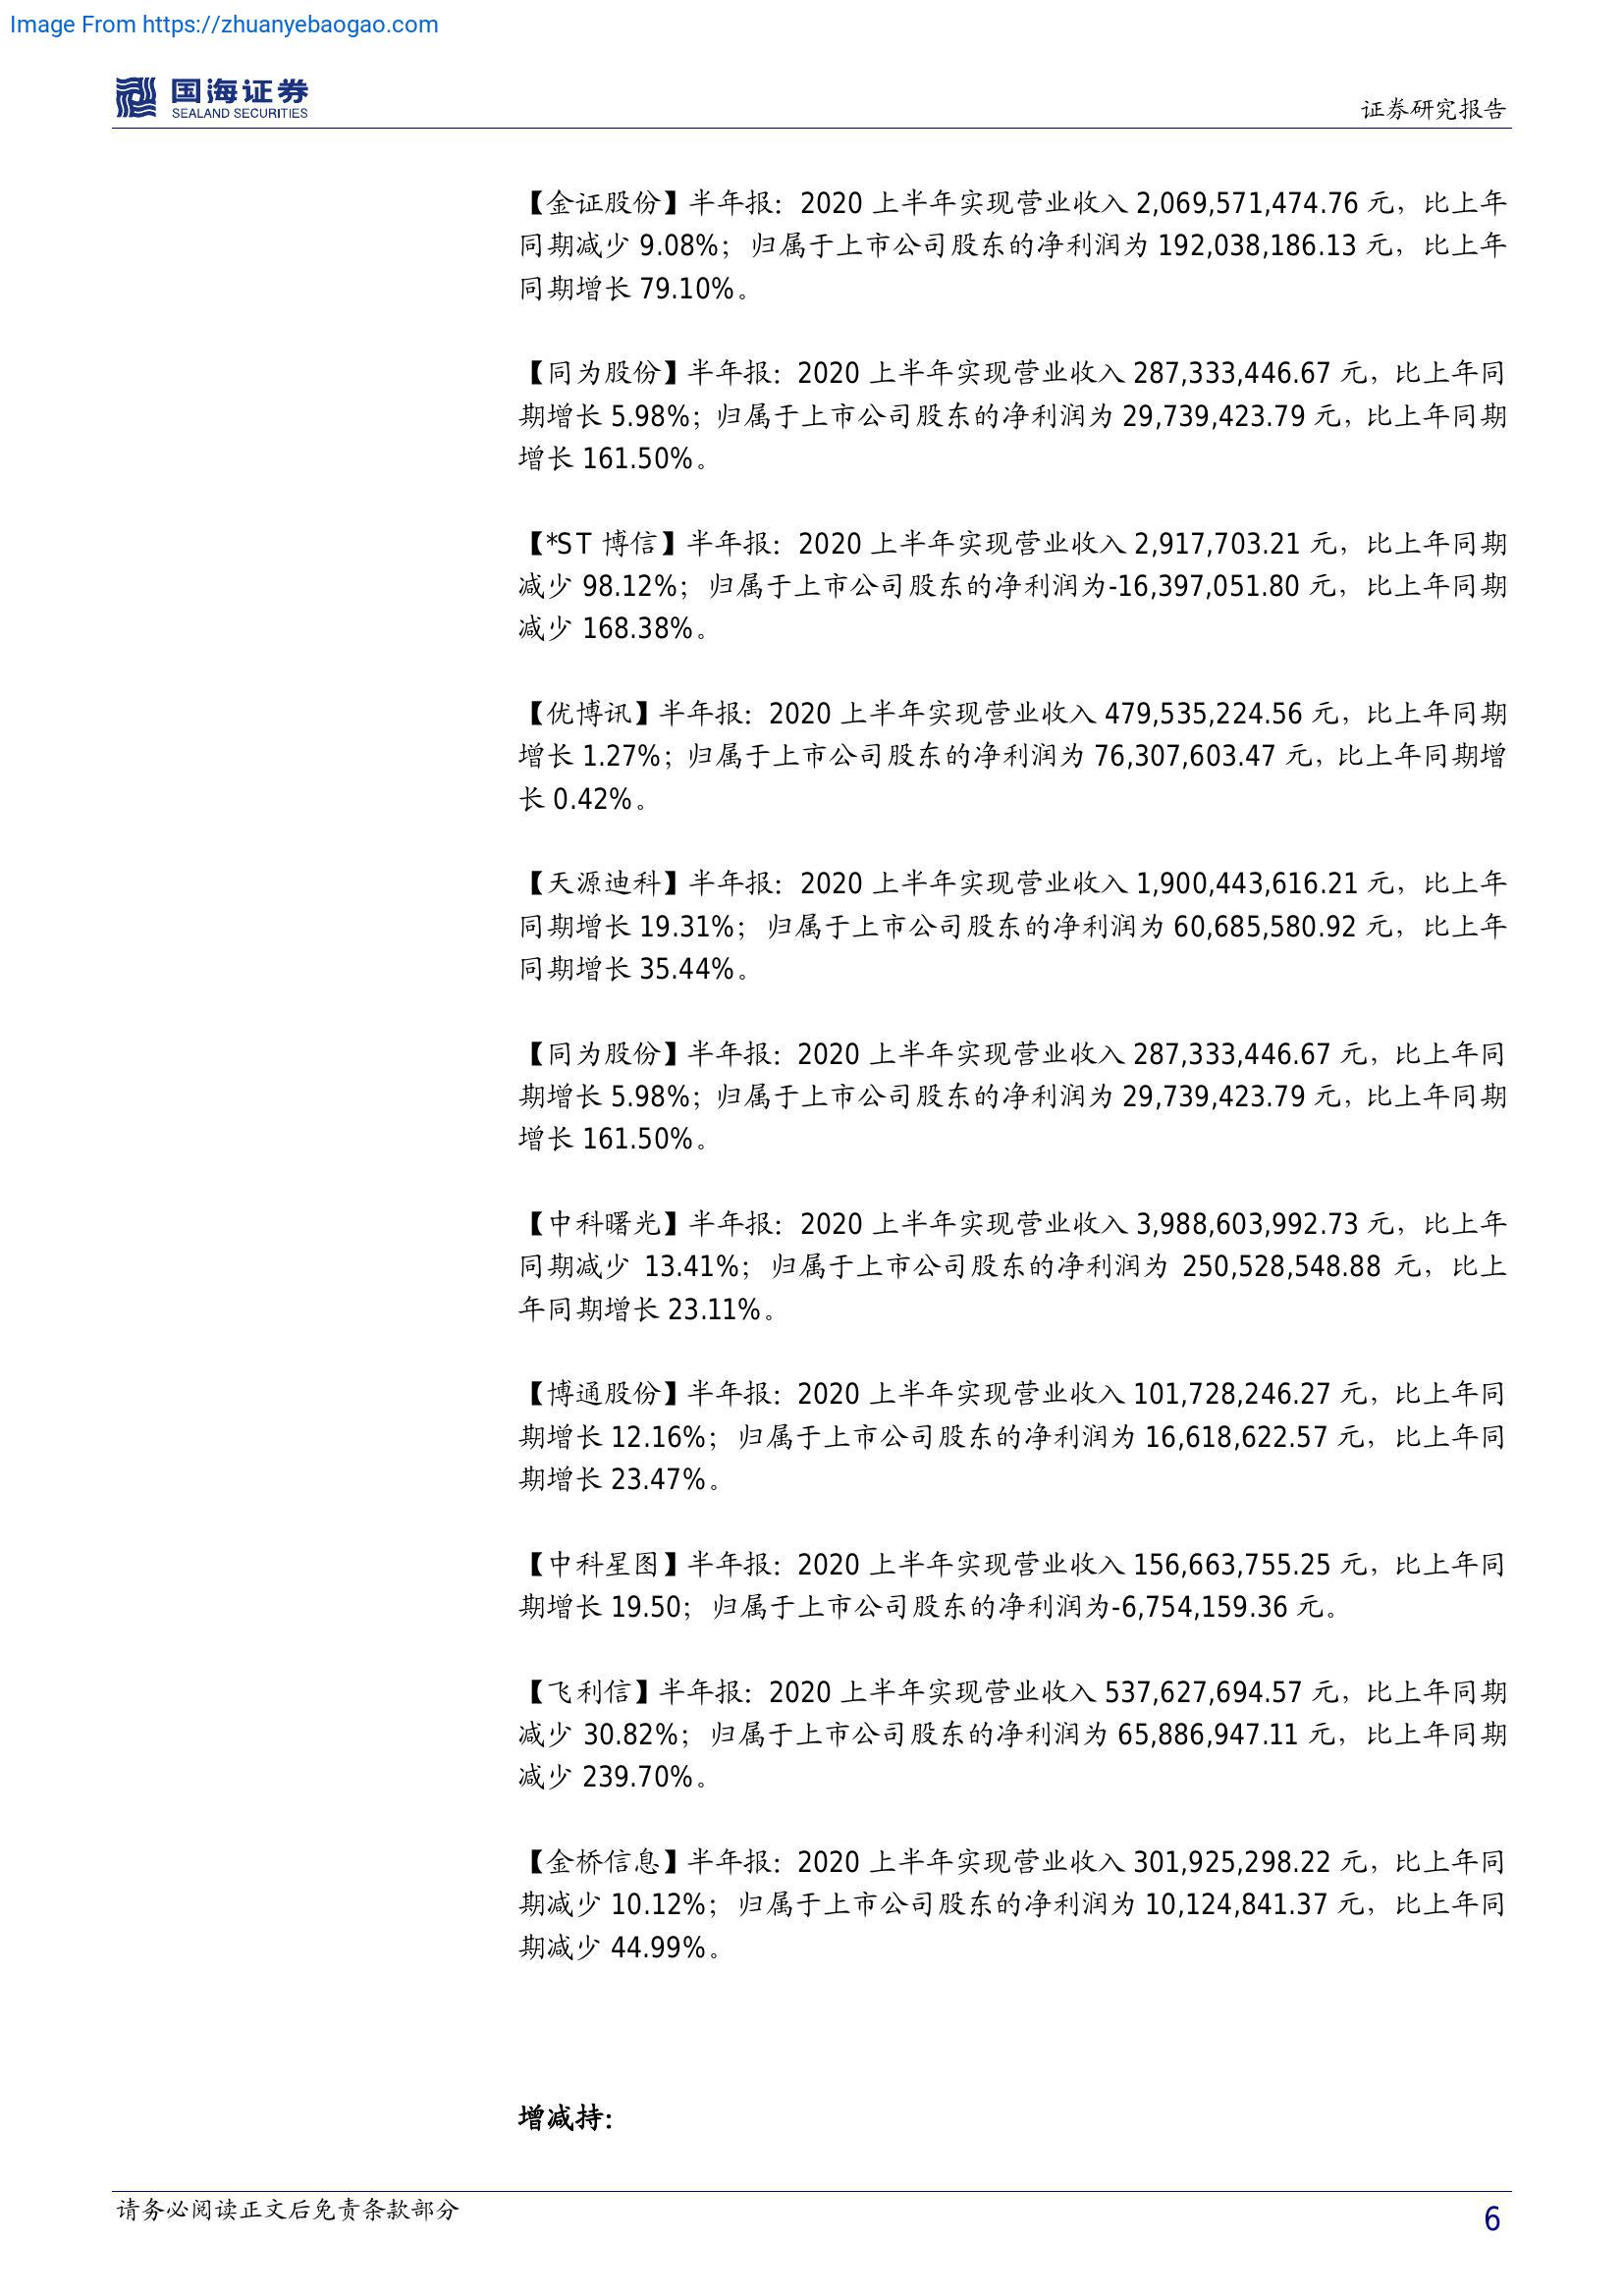 Image From https://zhuanyebaogao.com
国海证券
SEALAND SECURITIES
证券研究报告
【金证股份】半年报：2020 上半年实现营业收入 2,069,571,474.76 元，比上年
同期减少 9.08%；归属于上市公司股东的净利润为 192,038,186.13 元，比上年
同期增长 79.10%。
【同为股份】半年报：2020 上半年实现营业收入 287,333,446.67 元，比上年同
期增长 5.98%；归属于上市公司股东的净利润为 29,739,423.79 元，比上年同期
增长 161.50%。
【*ST 博信】半年报：2020 上半年实现营业收入 2,917,703.21 元，比上年同期
减少 98.12%；归属于上市公司股东的净利润为-16,397,051.80 元，比上年同期
减少 168.38%。
【优博讯】半年报：2020 上半年实现营业收入 479,535,224.56 元，比上年同期
增长 1.27%；归属于上市公司股东的净利润为 76,307,603.47 元，比上年同期增
长 0.42%。
【天源迪科】半年报：2020 上半年实现营业收入 1,900,443,616.21 元，比上年
同期增长 19.31%；归属于上市公司股东的净利润为 60,685,580.92 元，比上年
同期增长 35.44%。
【同为股份】半年报：2020 上半年实现营业收入 287,333,446.67 元，比上年同
期增长 5.98%；归属于上市公司股东的净利润为 29,739,423.79 元，比上年同期
增长 161.50%。
【中科曙光】半年报：2020 上半年实现营业收入 3,988,603,992.73 元，比上年
同期减少 13.41%；归属于上市公司股东的净利润为 250,528,548.88 元，比上
年同期增长 23.11%。
【博通股份】半年报：2020 上半年实现营业收入 101,728,246.27 元，比上年同
期增长 12.16%；归属于上市公司股东的净利润为 16,618,622.57 元，比上年同
期增长 23.47%。
【中科星图】半年报：2020 上半年实现营业收入 156,663,755.25 元，比上年同
期增长 19.50；归属于上市公司股东的净利润为-6,754,159.36 元。
【飞利信】半年报：2020 上半年实现营业收入 537,627,694.57 元，比上年同期
减少 30.82%；归属于上市公司股东的净利润为 65,886,947.11 元，比上年同期
减少 239.70%。
【金桥信息】半年报：2020 上半年实现营业收入 301,925,298.22 元，比上年同
期减少 10.12%；归属于上市公司股东的净利润为 10,124,841.37 元，比上年同
期减少 44.99%。
增减持：
请务必阅读正文后免责条款部分
6